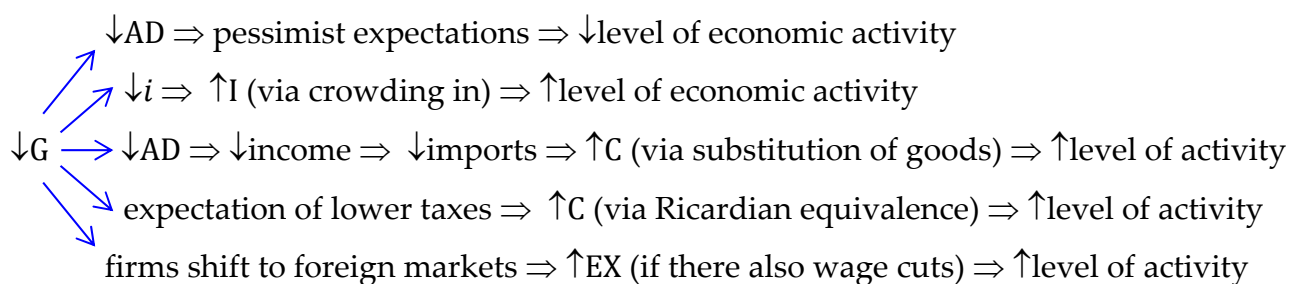 ↓AD ⇒ pessimist expectations ⇒ ↓level of economic activity
↓i ⇒ ↑I (via crowding in) ⇒ ↑level of economic activity
↓G ↓AD ⇒ ↓income ⇒ ↓imports ⇒ ↑C (via substitution of goods) ⇒ ↑level of activity
expectation of lower taxes ⇒ ↑C (via Ricardian equivalence) ⇒ ↑level of activity
firms shift to foreign markets ⇒ ↑EX (if there also wage cuts) ⇒ ↑level of activity